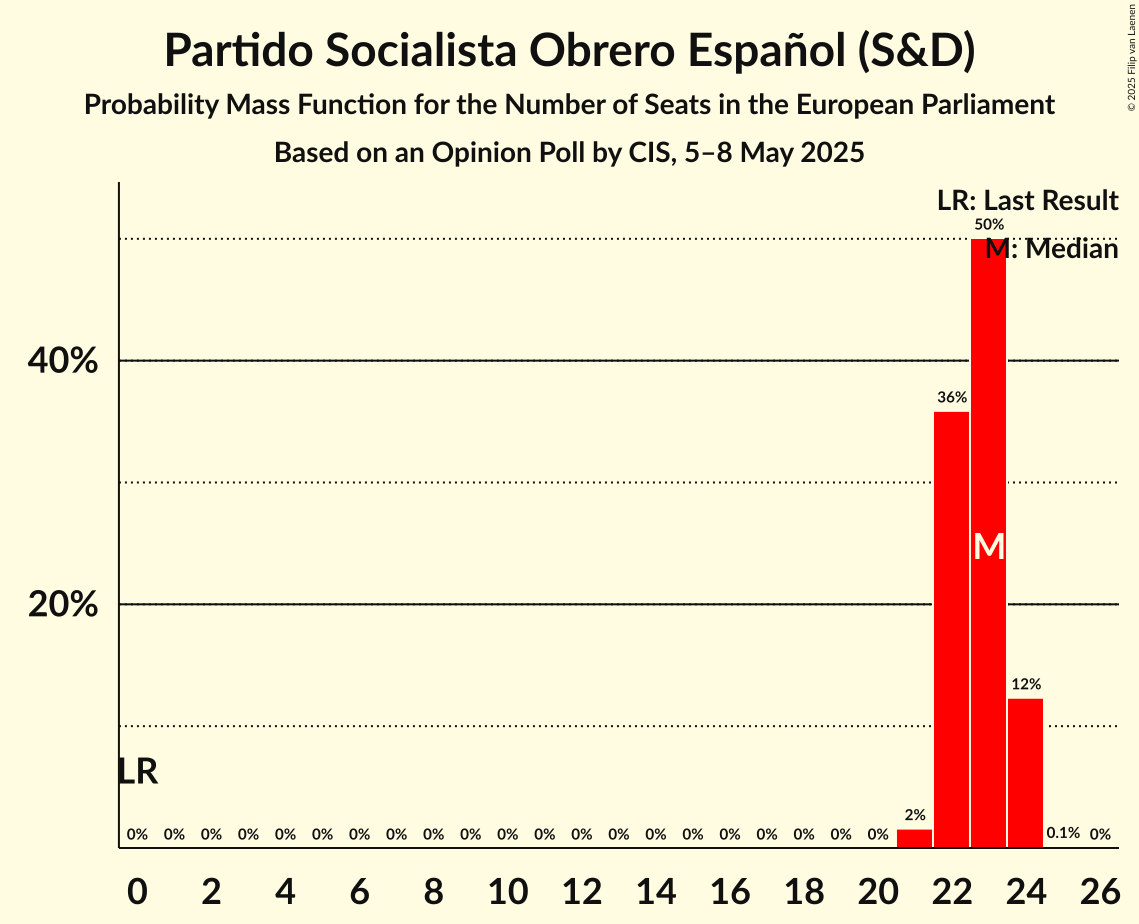 © 2025 Filip van Laenen
Partido Socialista Obrero Español (S&D)
Probability Mass Function for the Number of Seats in the European Parliament
Based on an Opinion Poll by CIS, 5–8 May 2025
LR: Last Result
50%
M: Median
40%
36%
M
20%
12%
LR
2%
0% 0% 0% 0% 0% 0% 0% 0% 0% 0% 0% 0% 0% 0% 0% 0% 0% 0% 0% 0% 0% 0.1% 0%
0 2 4 6 8 10 12 14 16 18 20 22 24 26